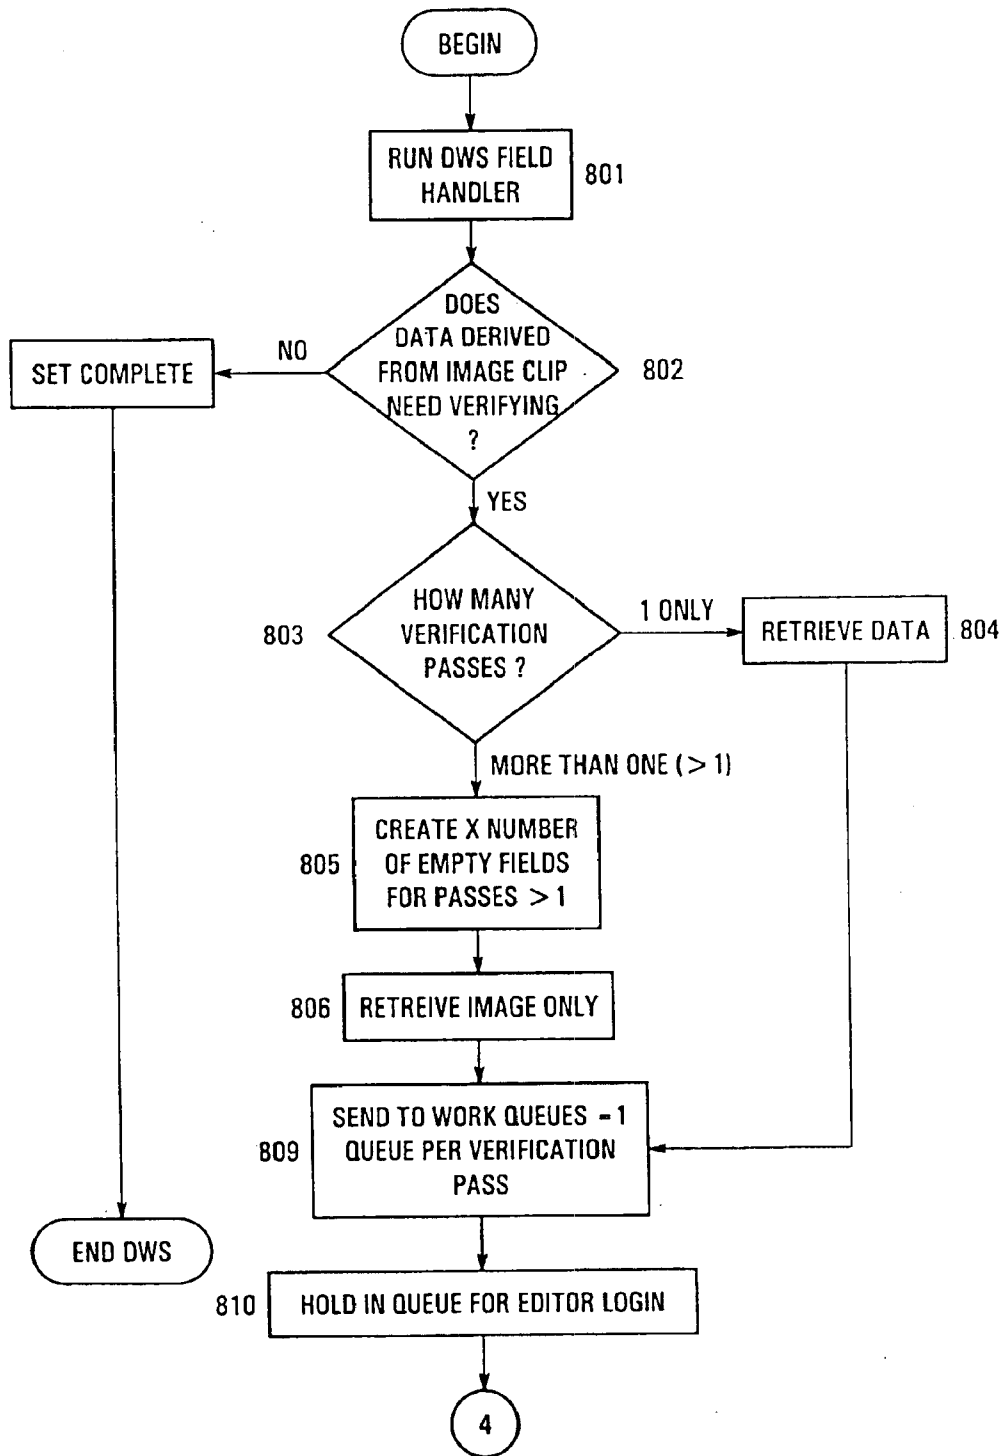 BEGIN
RUN DWS FIELD
HANDLER
801
DOES
DATA DERIVED
FROM IMAGE CLIP
NEED VERIFYING
?
802
NO
SET COMPLETE
YES
HOW MANY
VERIFICATION
PASSES ?
803
1 ONLY
RETRIEVE DATA
804
MORE THAN ONE ( > 1)
CREATE X NUMBER
OF EMPTY FIELDS
FOR PASSES > 1
805
806
RETREIVE IMAGE ONLY
SEND TO WORK QUEUES - 1
QUEUE PER VERIFICATION
PASS
809
END DWS
810
HOLD IN QUEUE FOR EDITOR LOGIN
4